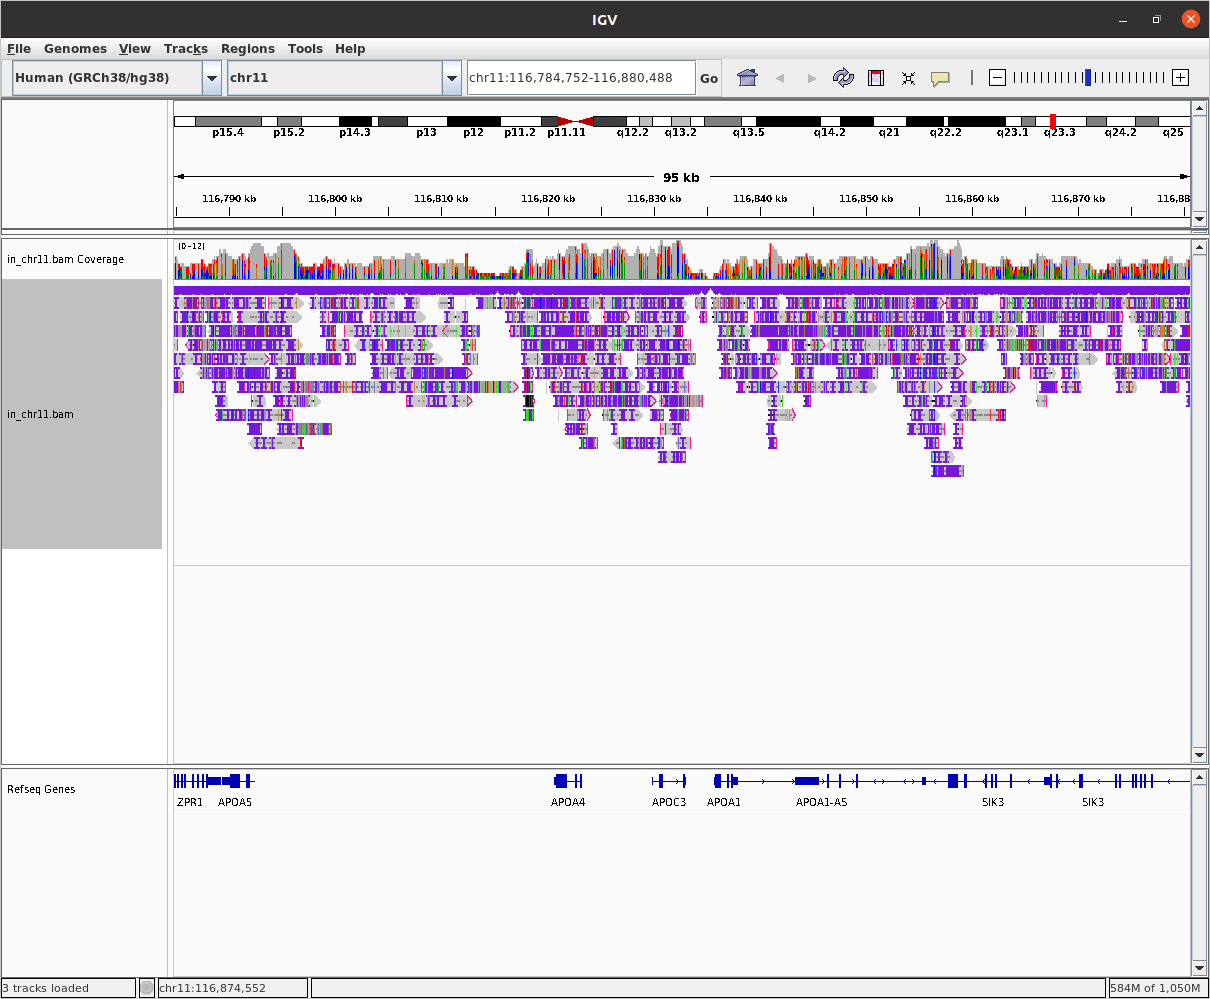 IGV
File Genomes View Tracks Regions Tools Help
Human (GRCh38/hg38) chr11 chr11:116,784,752-116,880,488 Go
p15.4 p15.2 p14.3 p13 p12 p11.2 p11.11 q12.2 q13.2 q13.5 q14.2 q21 q22.2 q23.1 q23.3 q24.2 q25
95 kb
116,790 kb 116,800 kb 116,810 kb 116,820 kb 116,830 kb 116,840 kb 116,850 kb 116,860 kb 116,870 kb 116,88
[0-12]
in_chr11.bam Coverage
in_chr11.bam
Refseq Genes
ZPR1 APOA5 APOA4 APOC3 APOA1 APOA1-AS SIK3 SIK3
3 tracks loaded chr11:116,874,552 584M of 1,050M